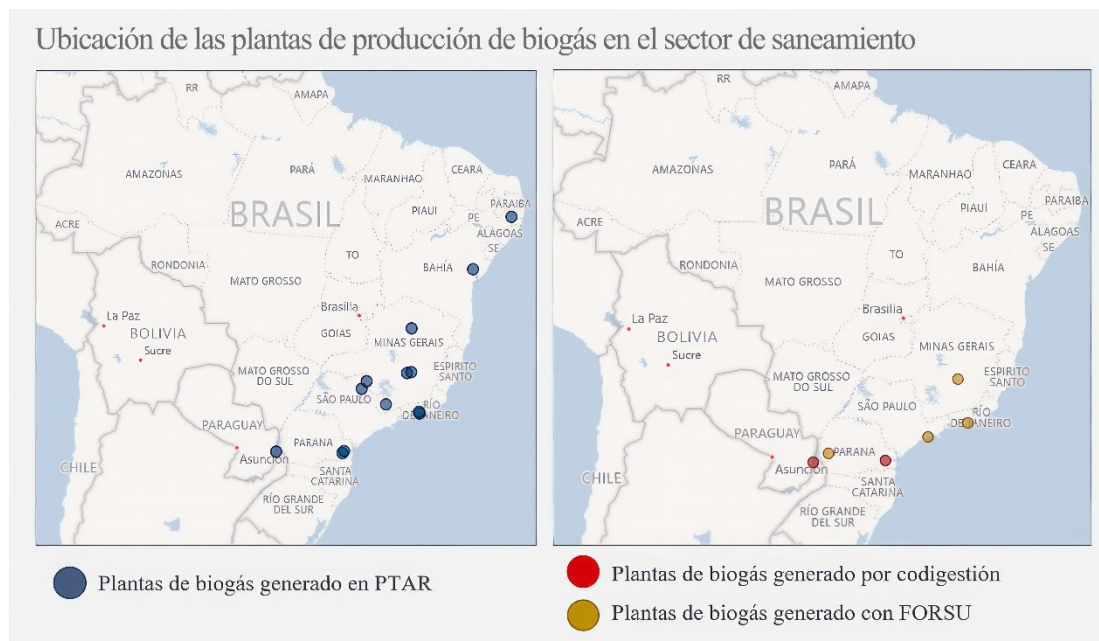 Ubicación de las plantas de producción de biogás en el sector de saneamiento
RR
AMAPA
AMAZONAS
PARÁ
MARANHAO
CEARA
BRASIL
PIAUI
PARAIBA
PE
ALAGOAS
SE
ACRE
RONDONIA
TO
BAHÍA
MATO GROSSO
Brasilia
La Paz
BOLIVIA
Sucre
GOIAS
MINAS GERAIS
ESPIRITO
SANTO
MATO GROSSO
DO SUL
SÃO PAULO
RÍO
DE JANEIRO
PARAGUAY
PARANA
Asunción
CHILE
SANTA
CATARINA
RÍO GRANDE
DEL SUR
RR
AMAPA
AMAZONAS
PARÁ
MARANHAO
CEARA
BRASIL
PIAUI
PARAIBA
PE
ALAGOAS
SE
ACRE
RONDONIA
TO
BAHÍA
MATO GROSSO
Brasilia
La Paz
BOLIVIA
Sucre
GOIAS
MINAS GERAIS
ESPIRITO
SANTO
MATO GROSSO
DO SUL
SÃO PAULO
RÍO
DE JANEIRO
PARAGUAY
PARANA
Asunción
CHILE
SANTA
CATARINA
RÍO GRANDE
DEL SUR
Plantas de biogás generado en PTAR
Plantas de biogás generado por codigestión
Plantas de biogás generado con FORSU